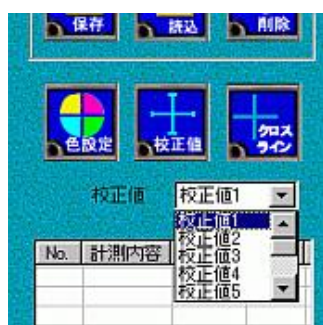 保存 読込 削除
色設定 校正値 クロスライン
校正値 校正値1
校正値1
校正値2
校正値3
校正値4
校正値5
No. 計測内容